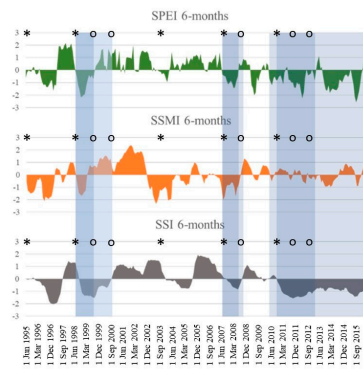 SPEI 6-months
3
2
1
0
-1
-2
-3
* * o o * * o * o o
SSMI 6-months
3
2
1
0
-1
-2
-3
* * o o * * o * o o
SSI 6-months
3
2
1
0
-1
-2
-3
* * o o * * o * o o
1 Jun 1995
1 Mar 1996
1 Dec 1996
1 Sep 1997
1 Jun 1998
1 Mar 1999
1 Dec 1999
1 Sep 2000
1 Jun 2001
1 Mar 2002
1 Dec 2002
1 Sep 2003
1 Jun 2004
1 Mar 2005
1 Dec 2005
1 Sep 2006
1 Jun 2007
1 Mar 2008
1 Dec 2008
1 Sep 2009
1 Jun 2010
1 Mar 2011
1 Dec 2011
1 Sep 2012
1 Jun 2013
1 Mar 2014
1 Dec 2014
1 Sep 2015